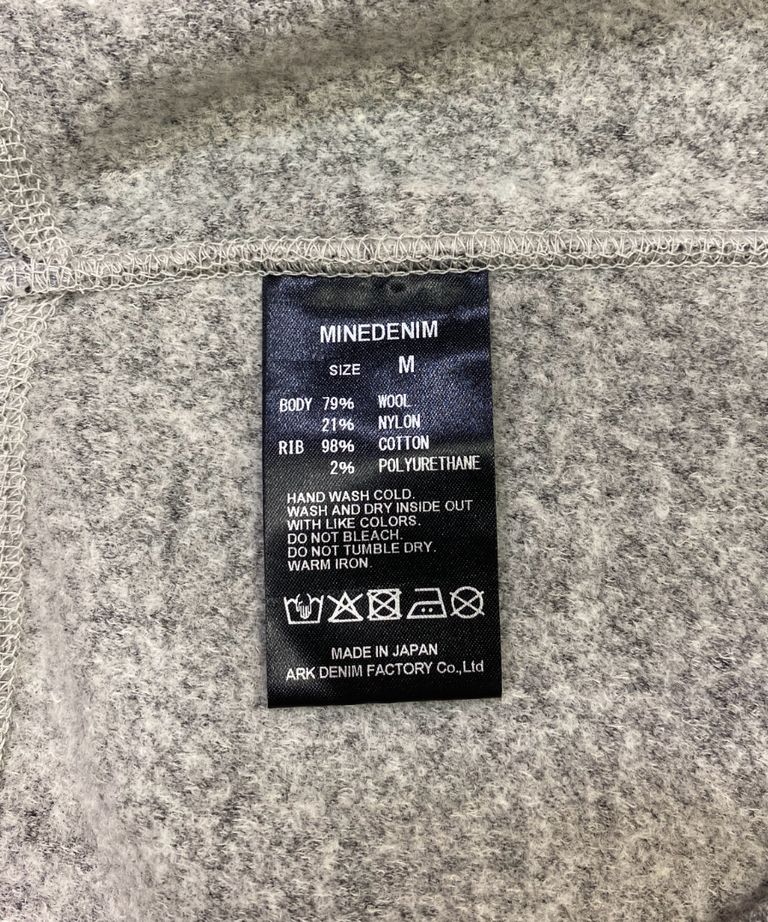 MINEDENIM
SIZE M
BODY 79% WOOL
21% NYLON
RIB 98% COTTON
2% POLYURETHANE
HAND WASH COLD.
WASH AND DRY INSIDE OUT
WITH LIKE COLORS.
DO NOT BLEACH.
DO NOT TUMBLE DRY.
WARM IRON.
MADE IN JAPAN
ARK DENIM FACTORY Co.,Ltd